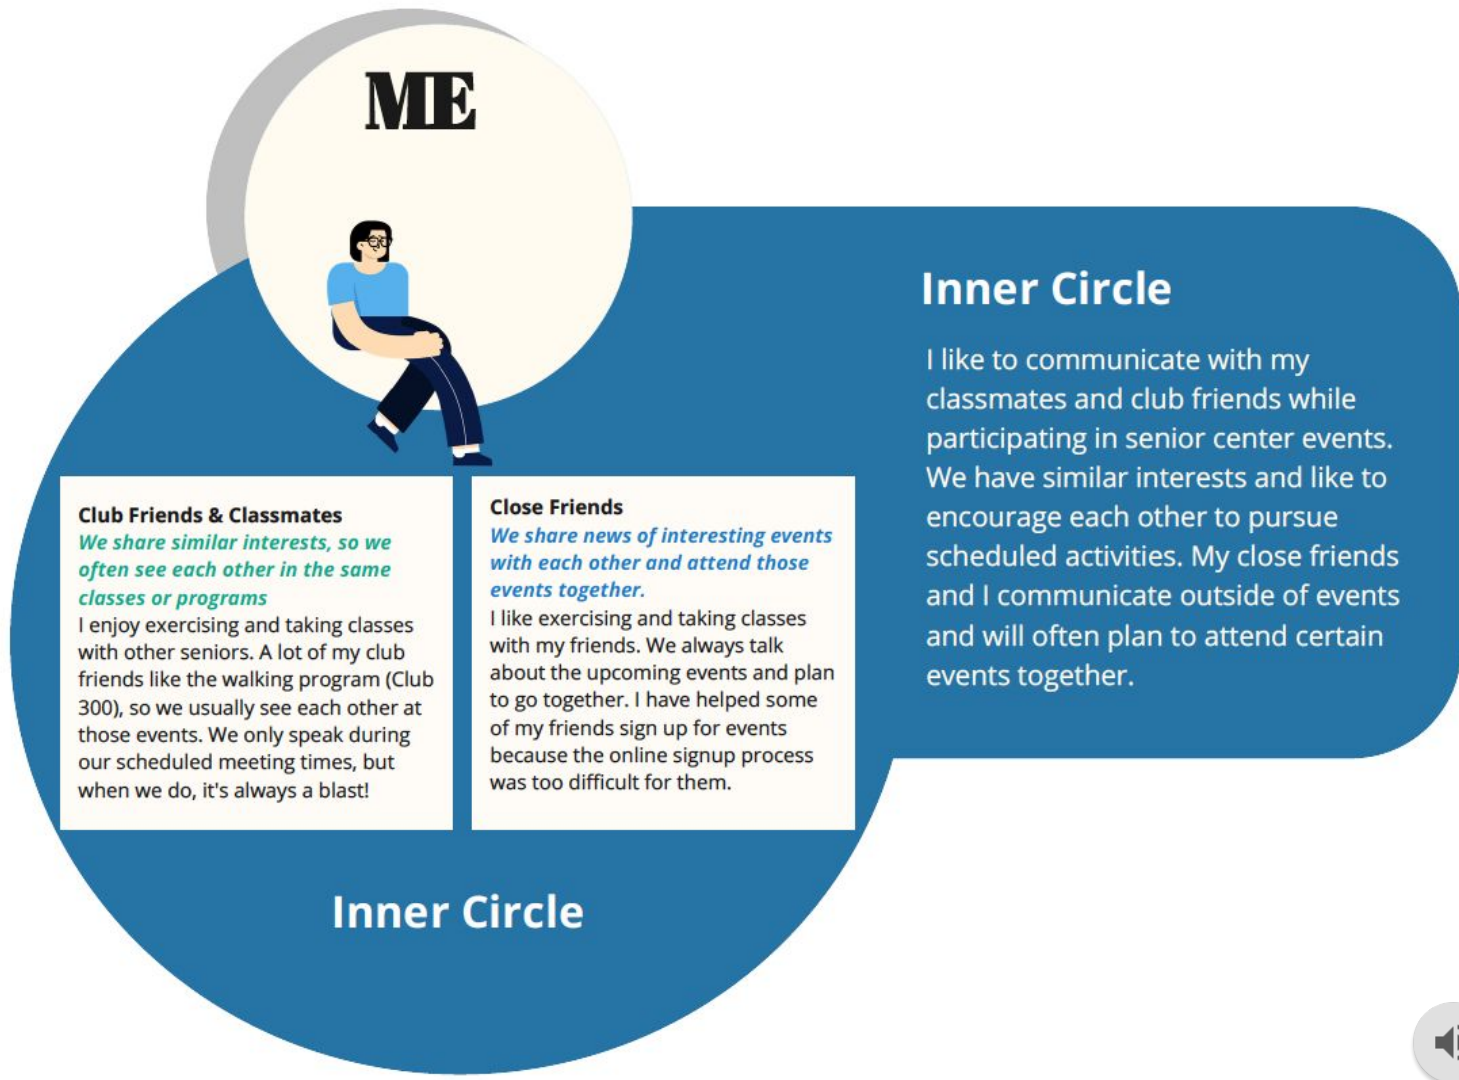 ME
Club Friends & Classmates
We share similar interests, so we
often see each other in the same
classes or programs
I enjoy exercising and taking classes
with other seniors. A lot of my club
friends like the walking program (Club
300), so we usually see each other at
those events. We only speak during
our scheduled meeting times, but
when we do, it's always a blast!
Close Friends
We share news of interesting events
with each other and attend those
events together.
I like exercising and taking classes
with my friends. We always talk
about the upcoming events and plan
to go together. I have helped some
of my friends sign up for events
because the online signup process
was too difficult for them.
Inner Circle
Inner Circle
I like to communicate with my
classmates and club friends while
participating in senior center events.
We have similar interests and like to
encourage each other to pursue
scheduled activities. My close friends
and I communicate outside of events
and will often plan to attend certain
events together.